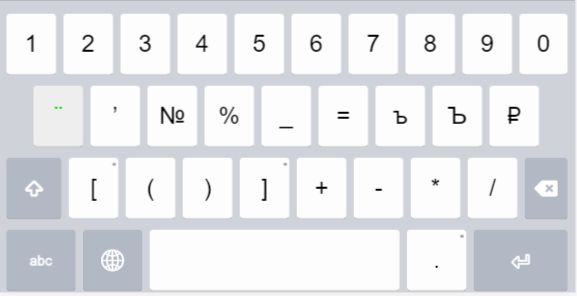 1 2 3 4 5 6 7 8 9 0
¨ ’ № % _ = ъ Ъ ₽
[ ( ) ] + - * /
abc .